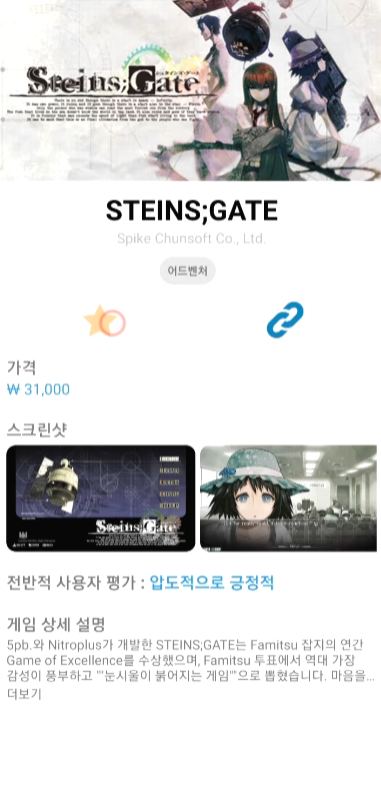 Steins;Gate
STEINS;GATE
Spike Chunsoft Co., Ltd.
어드벤처
가격
₩ 31,000
스크린샷
Steins;Gate
전반적 사용자 평가 : 압도적으로 긍정적
게임 상세 설명
5pb.와 Nitroplus가 개발한 STEINS;GATE는 Famitsu 잡지의 연간
Game of Excellence를 수상했으며, Famitsu 투표에서 역대 가장
감성이 풍부하고 ""눈시울이 붉어지는 게임""으로 뽑혔습니다. 마음을...
더보기